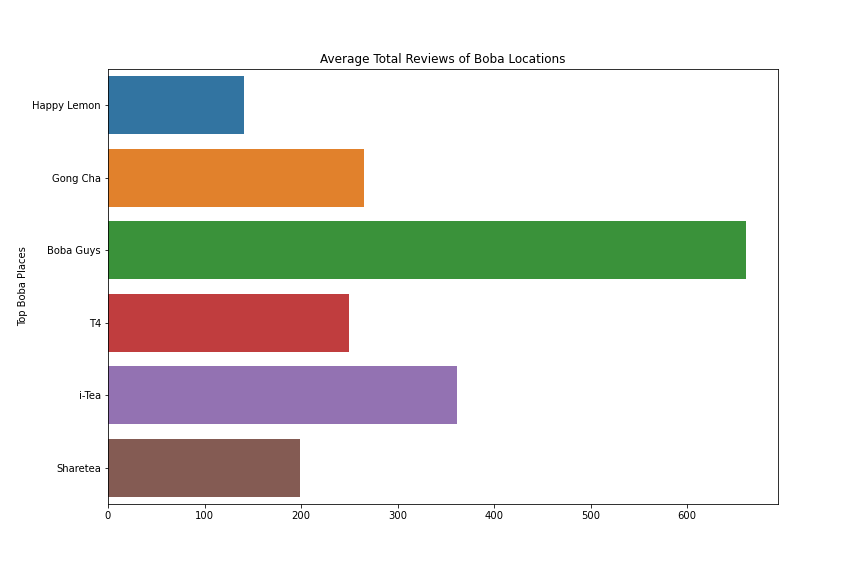 Average Total Reviews of Boba Locations
Top Boba Places
Happy Lemon
Gong Cha
Boba Guys
T4
i-Tea
Sharetea
0 100 200 300 400 500 600